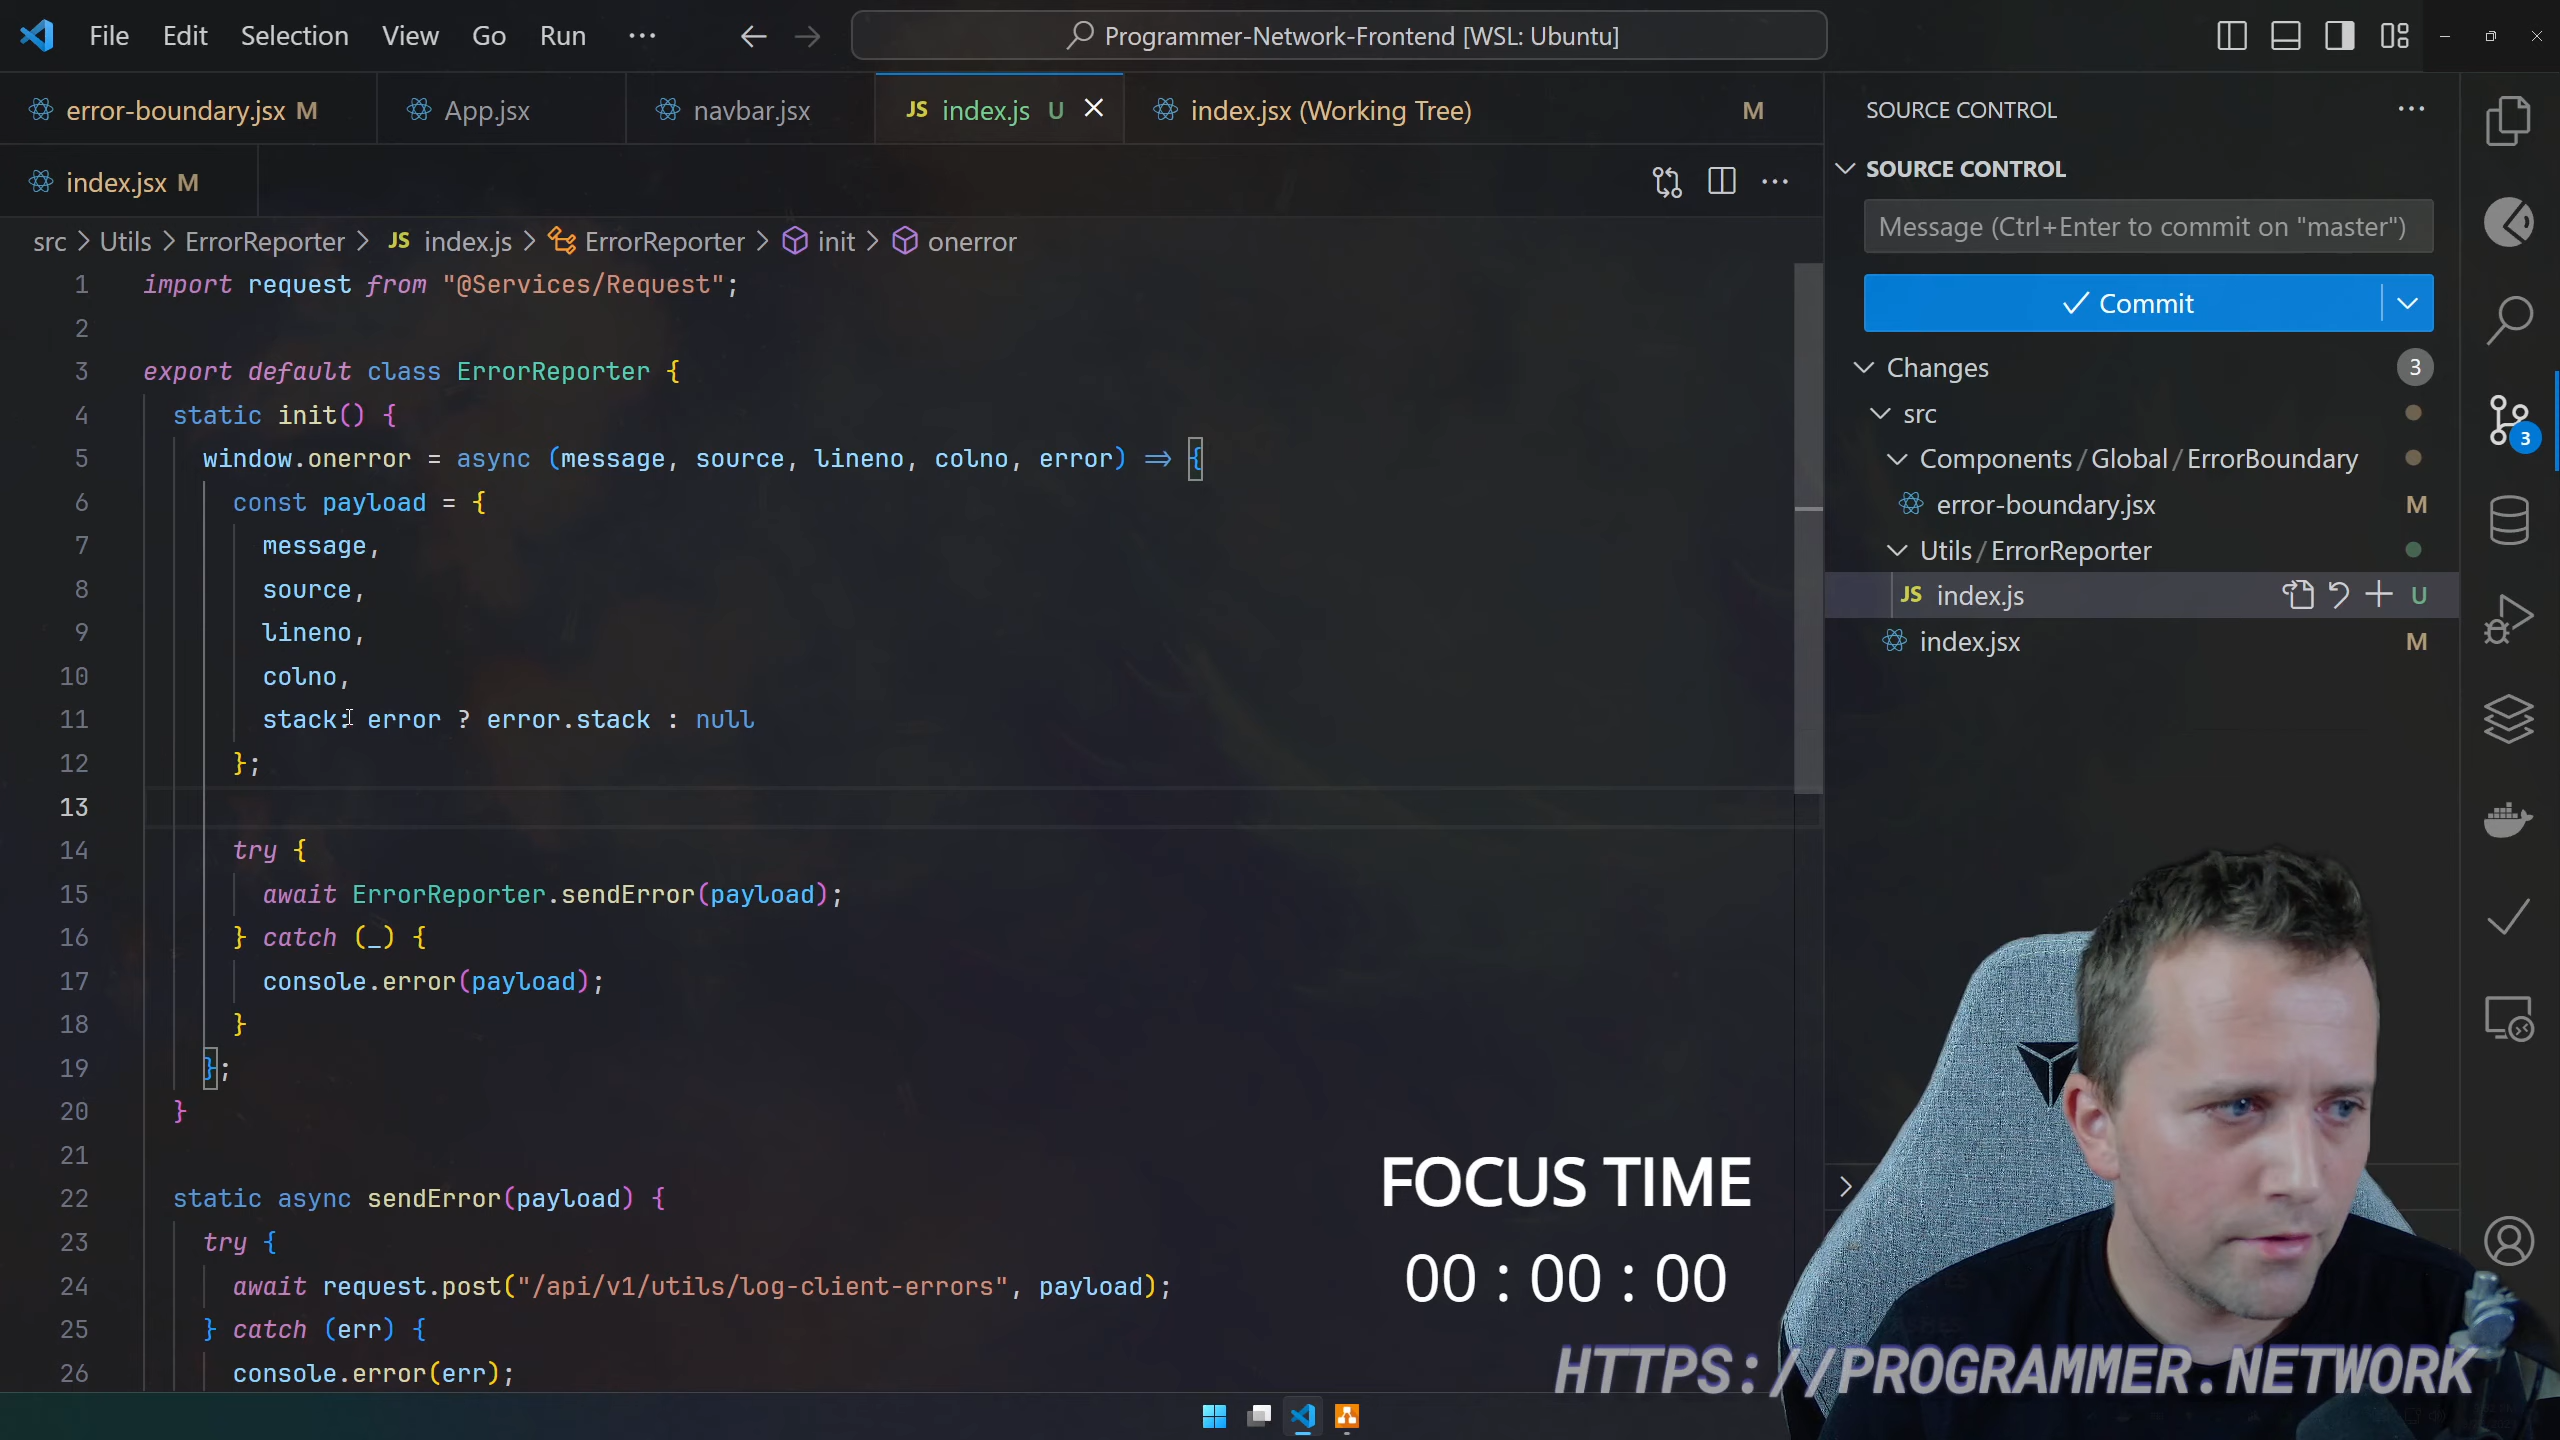 File Edit Selection View Go Run ···
Programmer-Network-Frontend [WSL: Ubuntu]
error-boundary.jsx M
App.jsx
navbar.jsx
JS index.js U
index.jsx (Working Tree) M
index.jsx M
src > Utils > ErrorReporter > JS index.js > ErrorReporter > init > onerror
1 import request from "@Services/Request";
2
3 export default class ErrorReporter {
4 static init() {
5 window.onerror = async (message, source, lineno, colno, error) => {
6 const payload = {
7 message,
8 source,
9 lineno,
10 colno,
11 stack: error ? error.stack : null
12 };
13
14 try {
15 await ErrorReporter.sendError(payload);
16 } catch (_) {
17 console.error(payload);
18 }
19 };
20 }
21
22 static async sendError(payload) {
23 try {
24 await request.post("/api/v1/utils/log-client-errors", payload);
25 } catch (err) {
26 console.error(err);
SOURCE CONTROL
SOURCE CONTROL
Message (Ctrl+Enter to commit on "master")
Commit
Changes 3
src
Components/Global/ErrorBoundary
error-boundary.jsx M
Utils/ErrorReporter
JS index.js U
index.jsx M
3
FOCUS TIME
00 : 00 : 00
HTTPS://PROGRAMMER.NETWORK